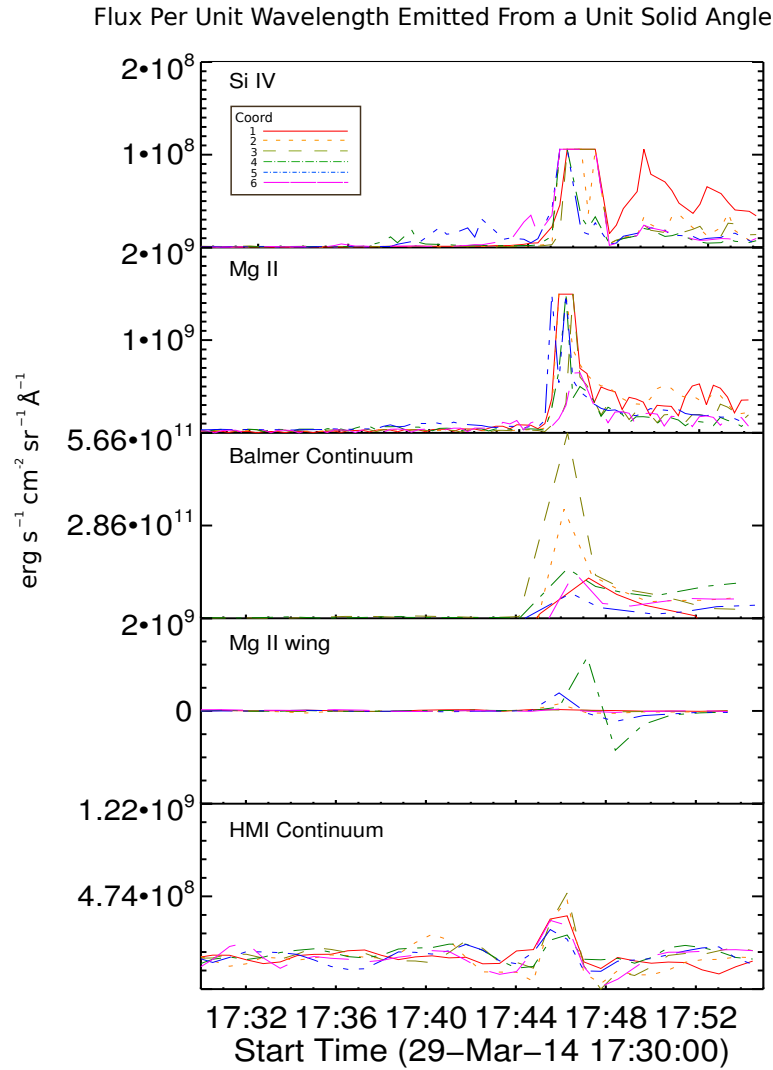 Flux Per Unit Wavelength Emitted From a Unit Solid Angle
2•10⁸
Si IV
Coord
1
2
3
4
5
6
1•10⁸
2•10⁹
Mg II
1•10⁹
5.66•10¹¹
Balmer Continuum
2.86•10¹¹
erg s⁻¹ cm⁻² sr⁻¹ Å⁻¹
2•10⁹
Mg II wing
0
1.22•10⁹
HMI Continuum
4.74•10⁸
17:32 17:36 17:40 17:44 17:48 17:52
Start Time (29−Mar−14 17:30:00)